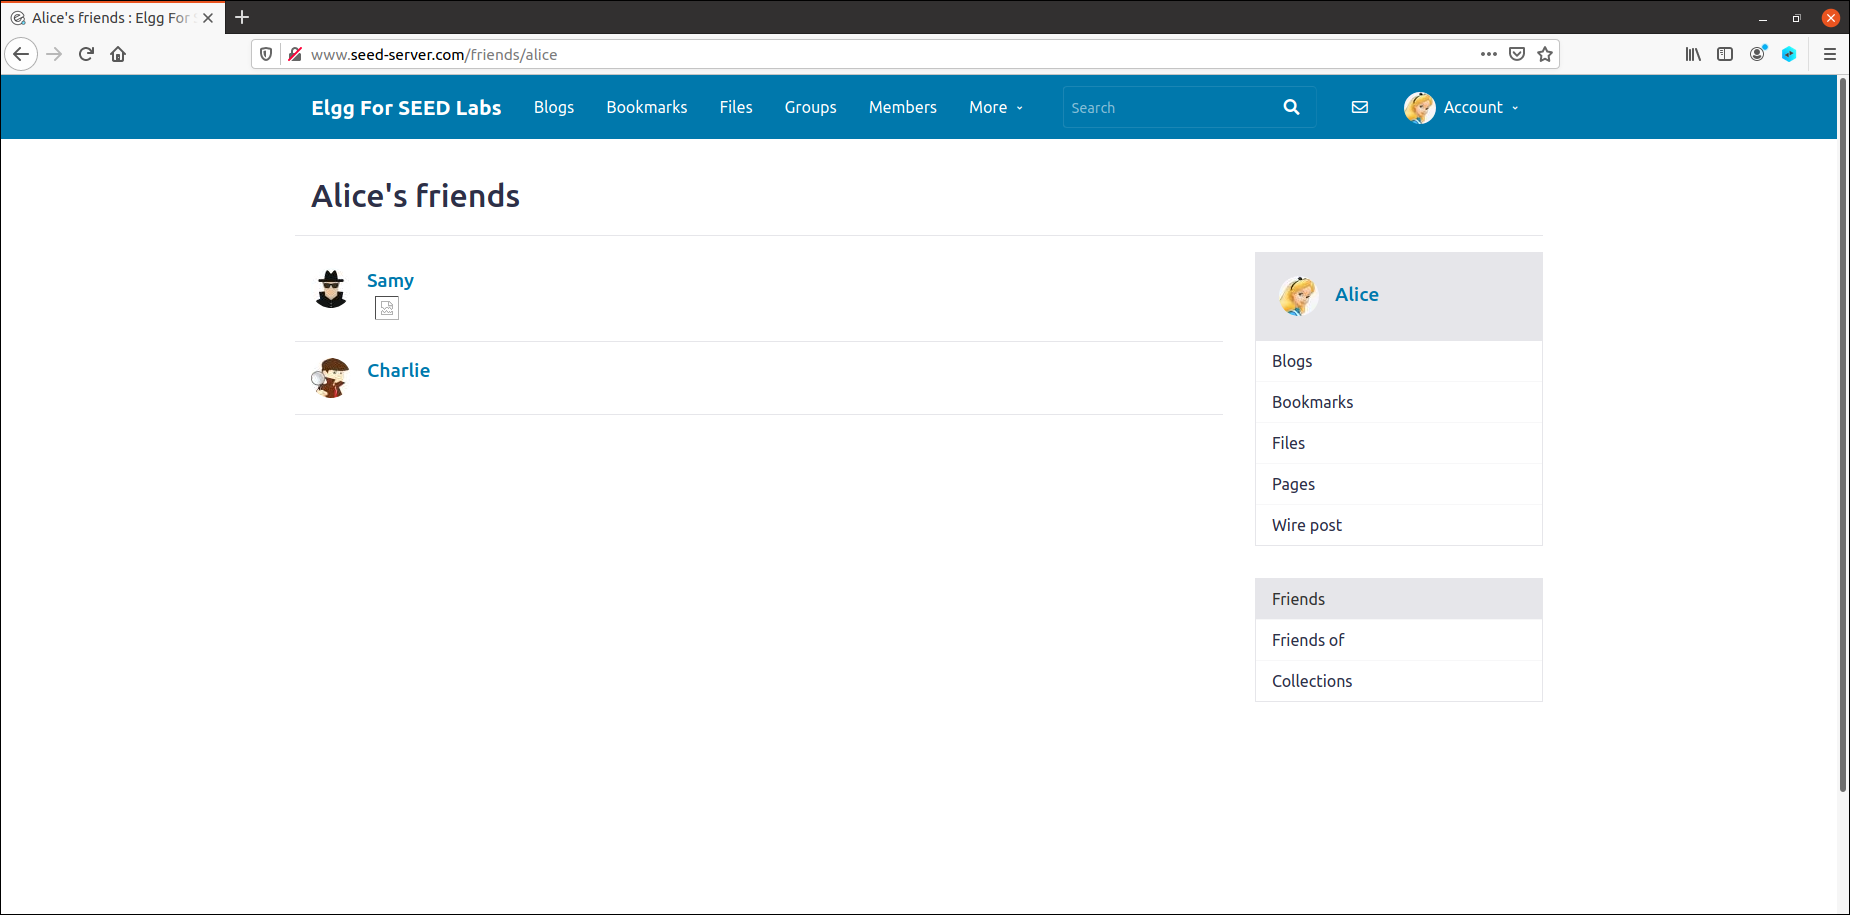 Alice's friends : Elgg For S
www.seed-server.com/friends/alice
Elgg For SEED Labs Blogs Bookmarks Files Groups Members More Search Account
Alice's friends
Samy
Charlie
Alice
Blogs
Bookmarks
Files
Pages
Wire post
Friends
Friends of
Collections